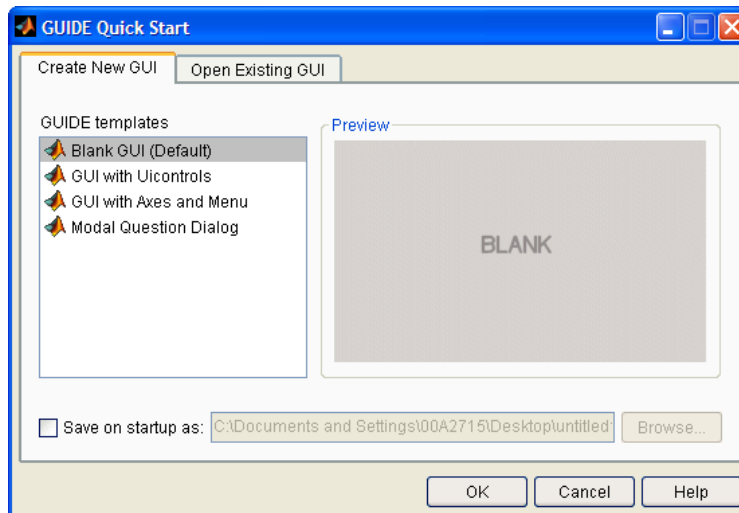 GUIDE Quick Start
Create New GUI
Open Existing GUI
GUIDE templates
Blank GUI (Default)
GUI with Uicontrols
GUI with Axes and Menu
Modal Question Dialog
Preview
BLANK
Save on startup as:
C:\Documents and Settings\00A2715\Desktop\untitled
Browse...
OK
Cancel
Help